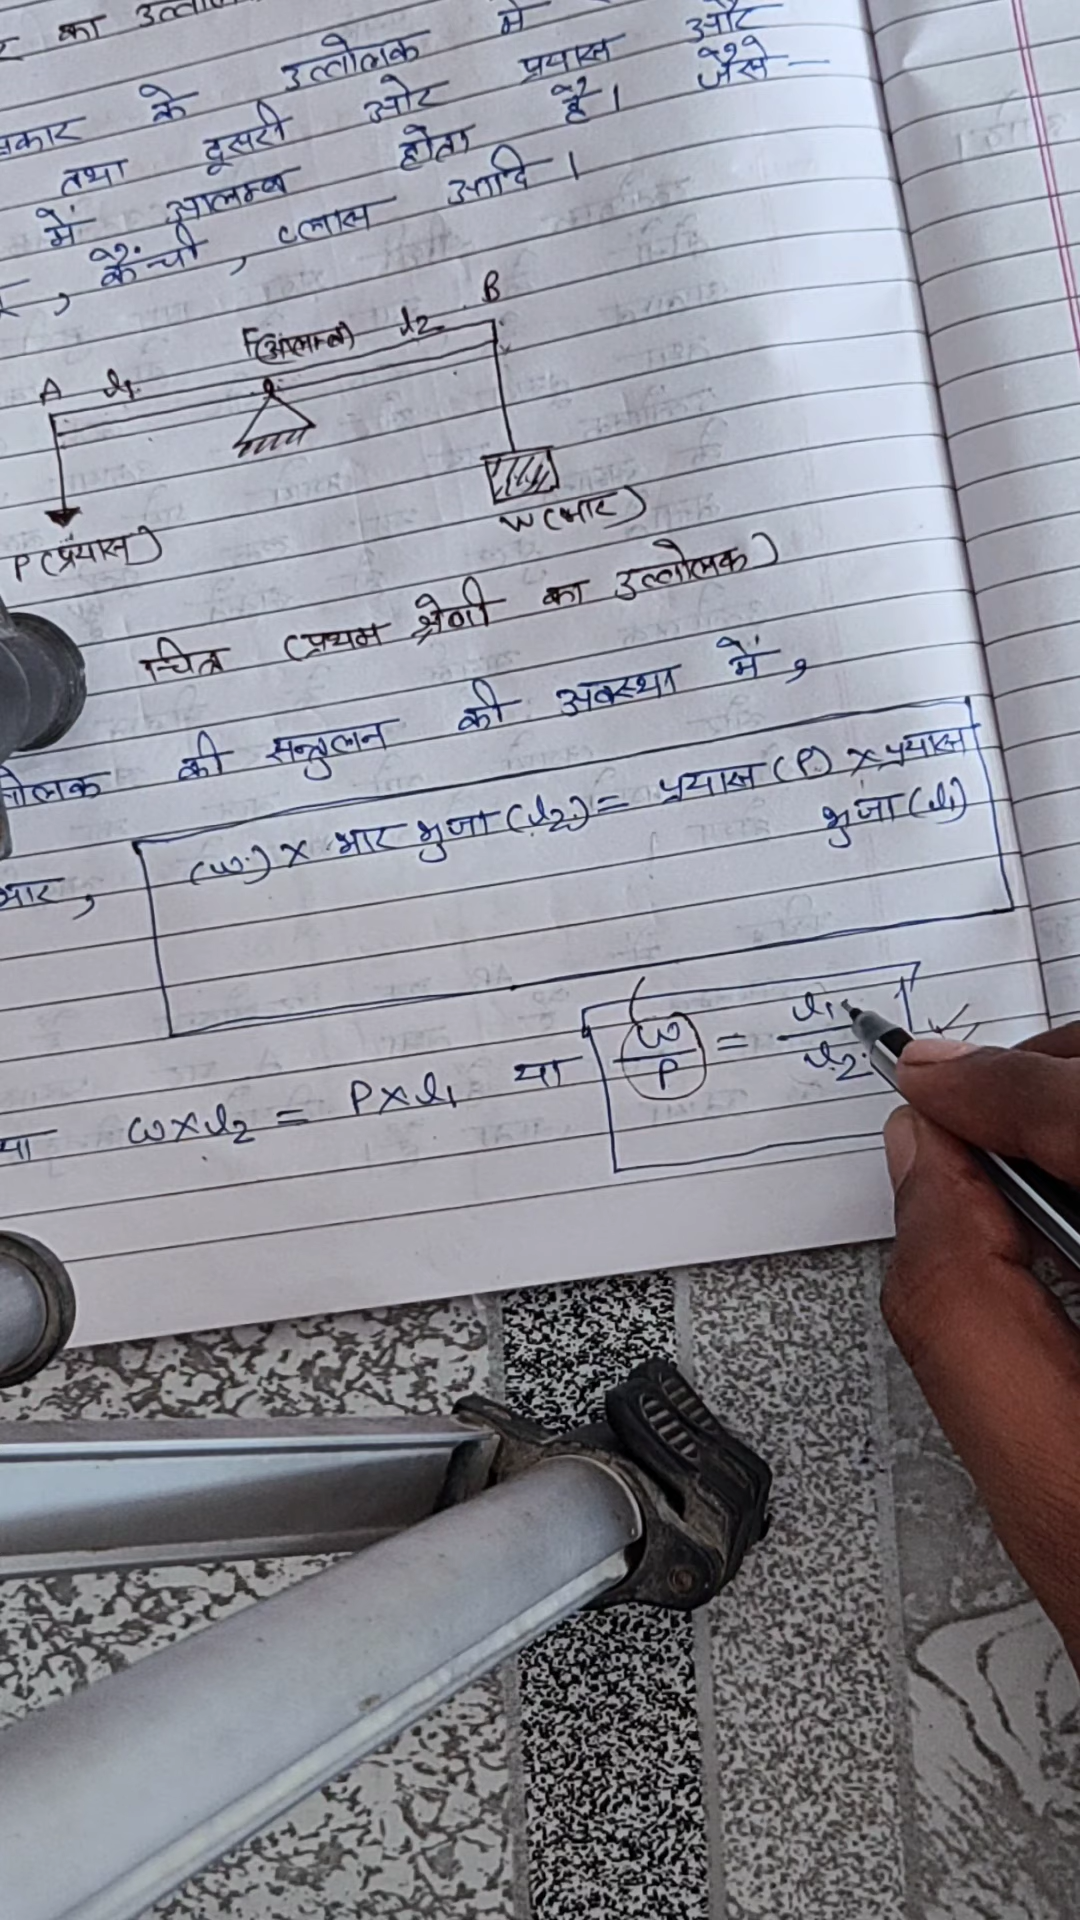 का
के उत्तोलक में
तथा दूसरी ओर प्रयास और
में आलम्ब होता है। जैसे—
, कैंची, प्लास आदि।
A l1 F(आलम्ब) l2 B
P(प्रयास) W(भार)
चित्र (प्रथम श्रेणी का उत्तोलक)
की सन्तुलन की अवस्था में,
भार, (W) × भार भुजा (l2) = प्रयास (P) × प्रयास
भुजा (l1)
या W×l2 = P×l1 या W/P = l1/l2